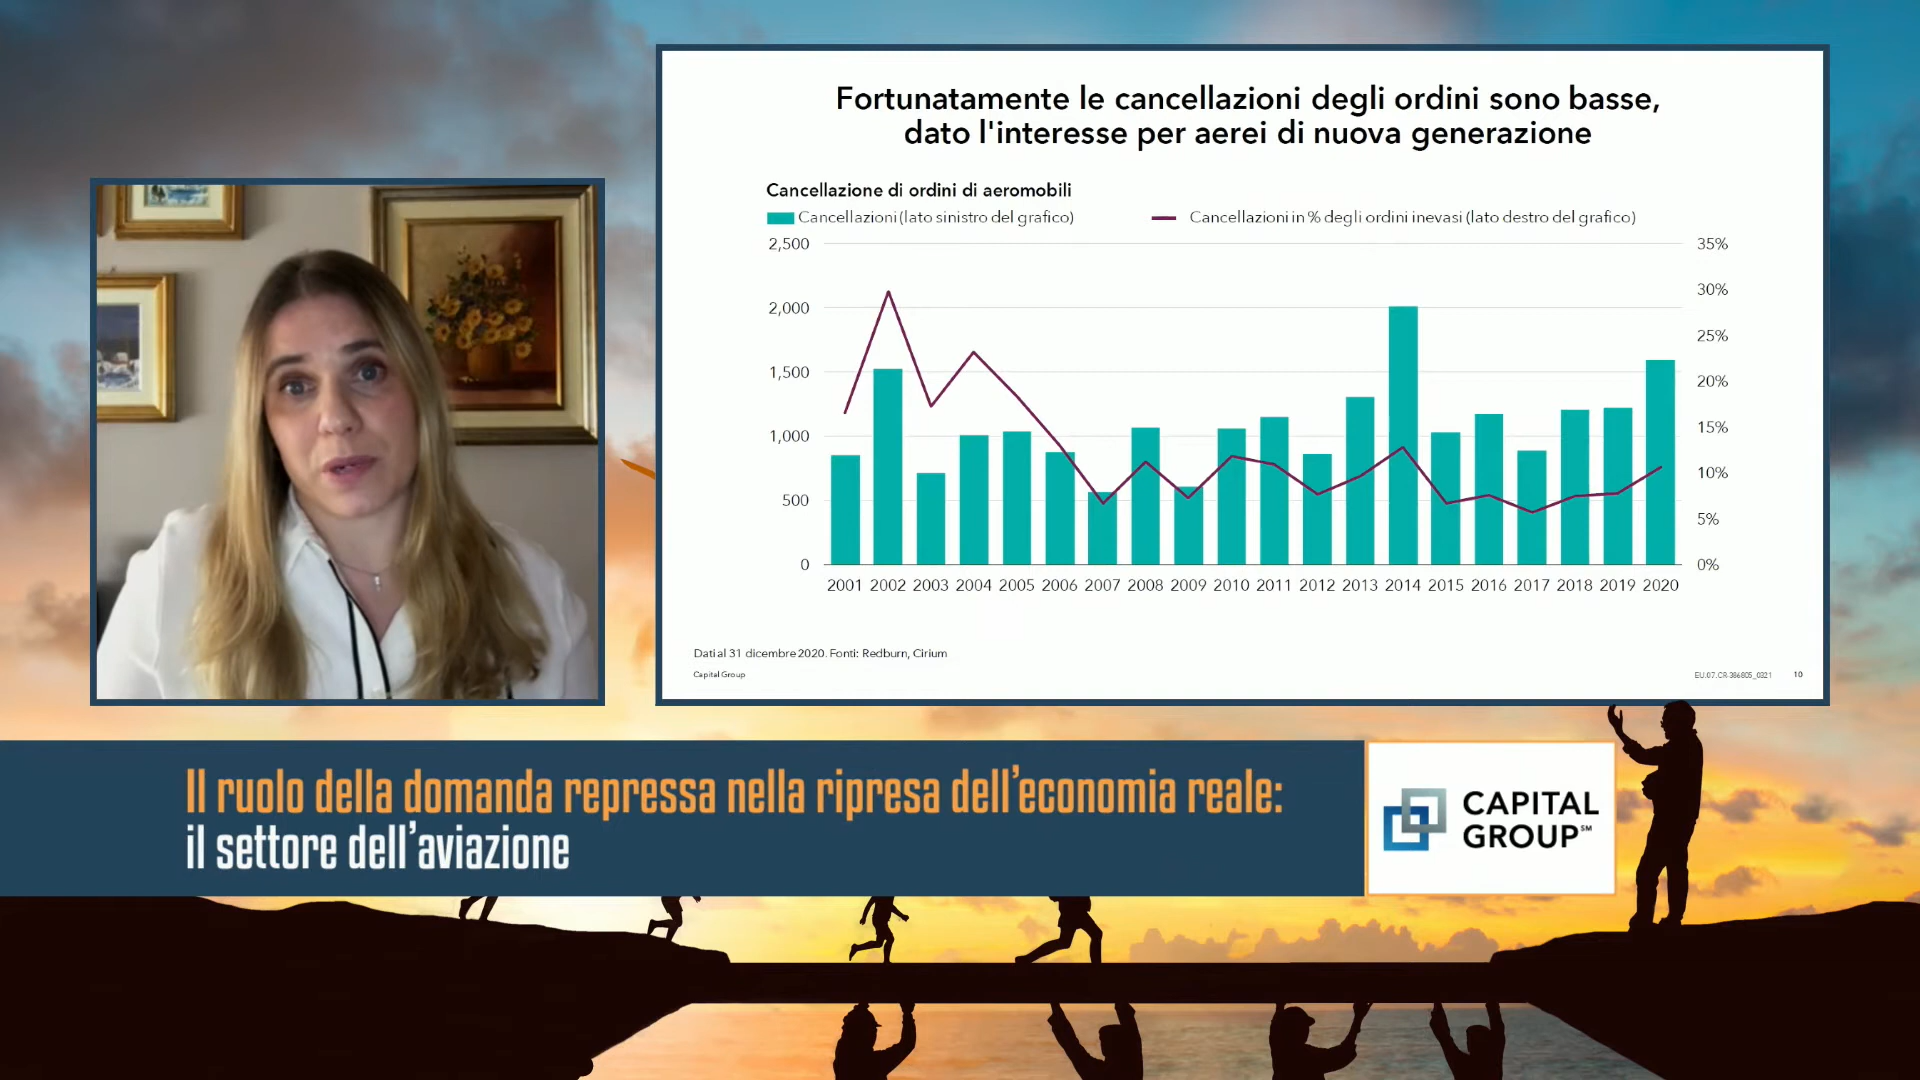 Fortunatamente le cancellazioni degli ordini sono basse,
dato l'interesse per aerei di nuova generazione
Cancellazione di ordini di aeromobili
Cancellazioni (lato sinistro del grafico)
Cancellazioni in % degli ordini inevasi (lato destro del grafico)
2,500
2,000
1,500
1,000
500
0
35%
30%
25%
20%
15%
10%
5%
0%
2001 2002 2003 2004 2005 2006 2007 2008 2009 2010 2011 2012 2013 2014 2015 2016 2017 2018 2019 2020
Dati al 31 dicembre 2020. Fonti: Redburn, Cirium
Capital Group
EU.07.CR-386805_0321 10
Il ruolo della domanda repressa nella ripresa dell'economia reale:
il settore dell'aviazione
CAPITAL
GROUP℠